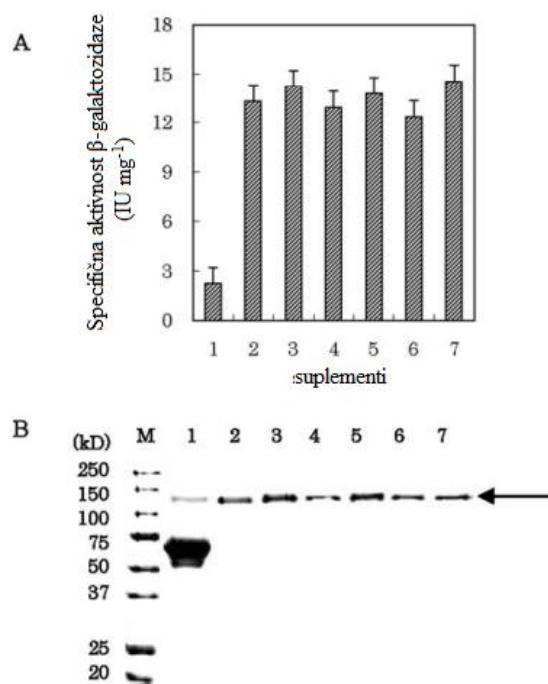 A
Specifična aktivnost β-galaktozidaze
(IU mg⁻¹)
18
15
12
9
6
3
0
1 2 3 4 5 6 7
:suplementi
B
(kD) M 1 2 3 4 5 6 7
250
150
100
75
50
37
25
20